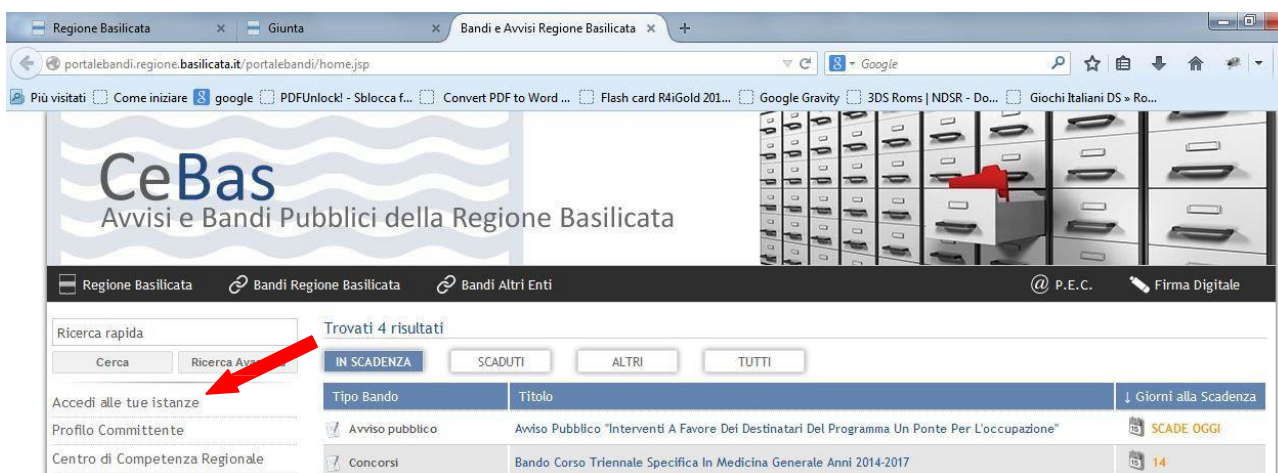 Regione Basilicata × Giunta × Bandi e Avvisi Regione Basilicata × +
portalebandi.regione.basilicata.it/portalebandi/home.jsp Google
Più visitati Come iniziare google PDFUnlock! - Sblocca f... Convert PDF to Word ... Flash card R4iGold 201... Google Gravity 3DS Roms | NDSR - Do... Giochi Italiani DS » Ro...
CeBas
Avvisi e Bandi Pubblici della Regione Basilicata
Regione Basilicata Bandi Regione Basilicata Bandi Altri Enti @ P.E.C. Firma Digitale
Ricerca rapida
Cerca Ricerca
Accedi alle tue istanze
Profilo Committente
Centro di Competenza Regionale
Trovati 4 risultati
IN SCADENZA SCADUTI ALTRI TUTTI
Tipo Bando Titolo ↓ Giorni alla Scadenza
Avviso pubblico Avviso Pubblico "Interventi A Favore Dei Destinatari Del Programma Un Ponte Per L'occupazione" SCADE OGGI
Concorsi Bando Corso Triennale Specifica In Medicina Generale Anni 2014-2017 14